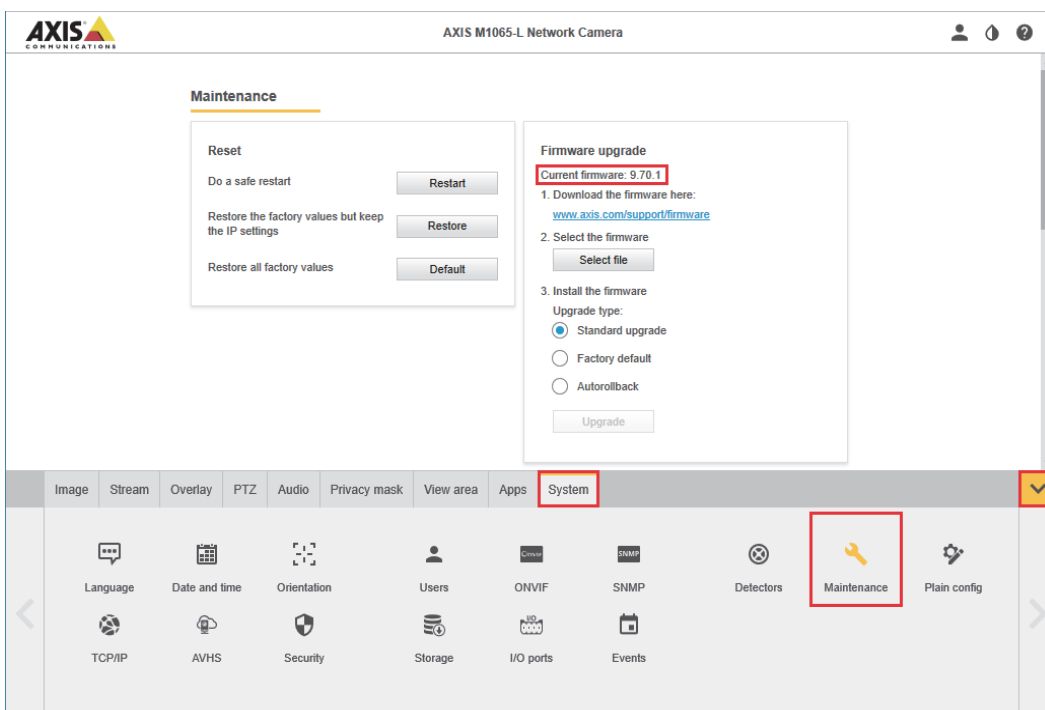 AXIS
COMMUNICATIONS
AXIS M1065-L Network Camera
Maintenance
Reset
Do a safe restart
Restart
Restore the factory values but keep
the IP settings
Restore
Restore all factory values
Default
Firmware upgrade
Current firmware: 9.70.1
1. Download the firmware here:
www.axis.com/support/firmware
2. Select the firmware
Select file
3. Install the firmware
Upgrade type:
Standard upgrade
Factory default
Autorollback
Upgrade
Image Stream Overlay PTZ Audio Privacy mask View area Apps System
SNMP
Language Date and time Orientation Users ONVIF SNMP Detectors Maintenance Plain config
I/O
TCP/IP AVHS Security Storage I/O ports Events